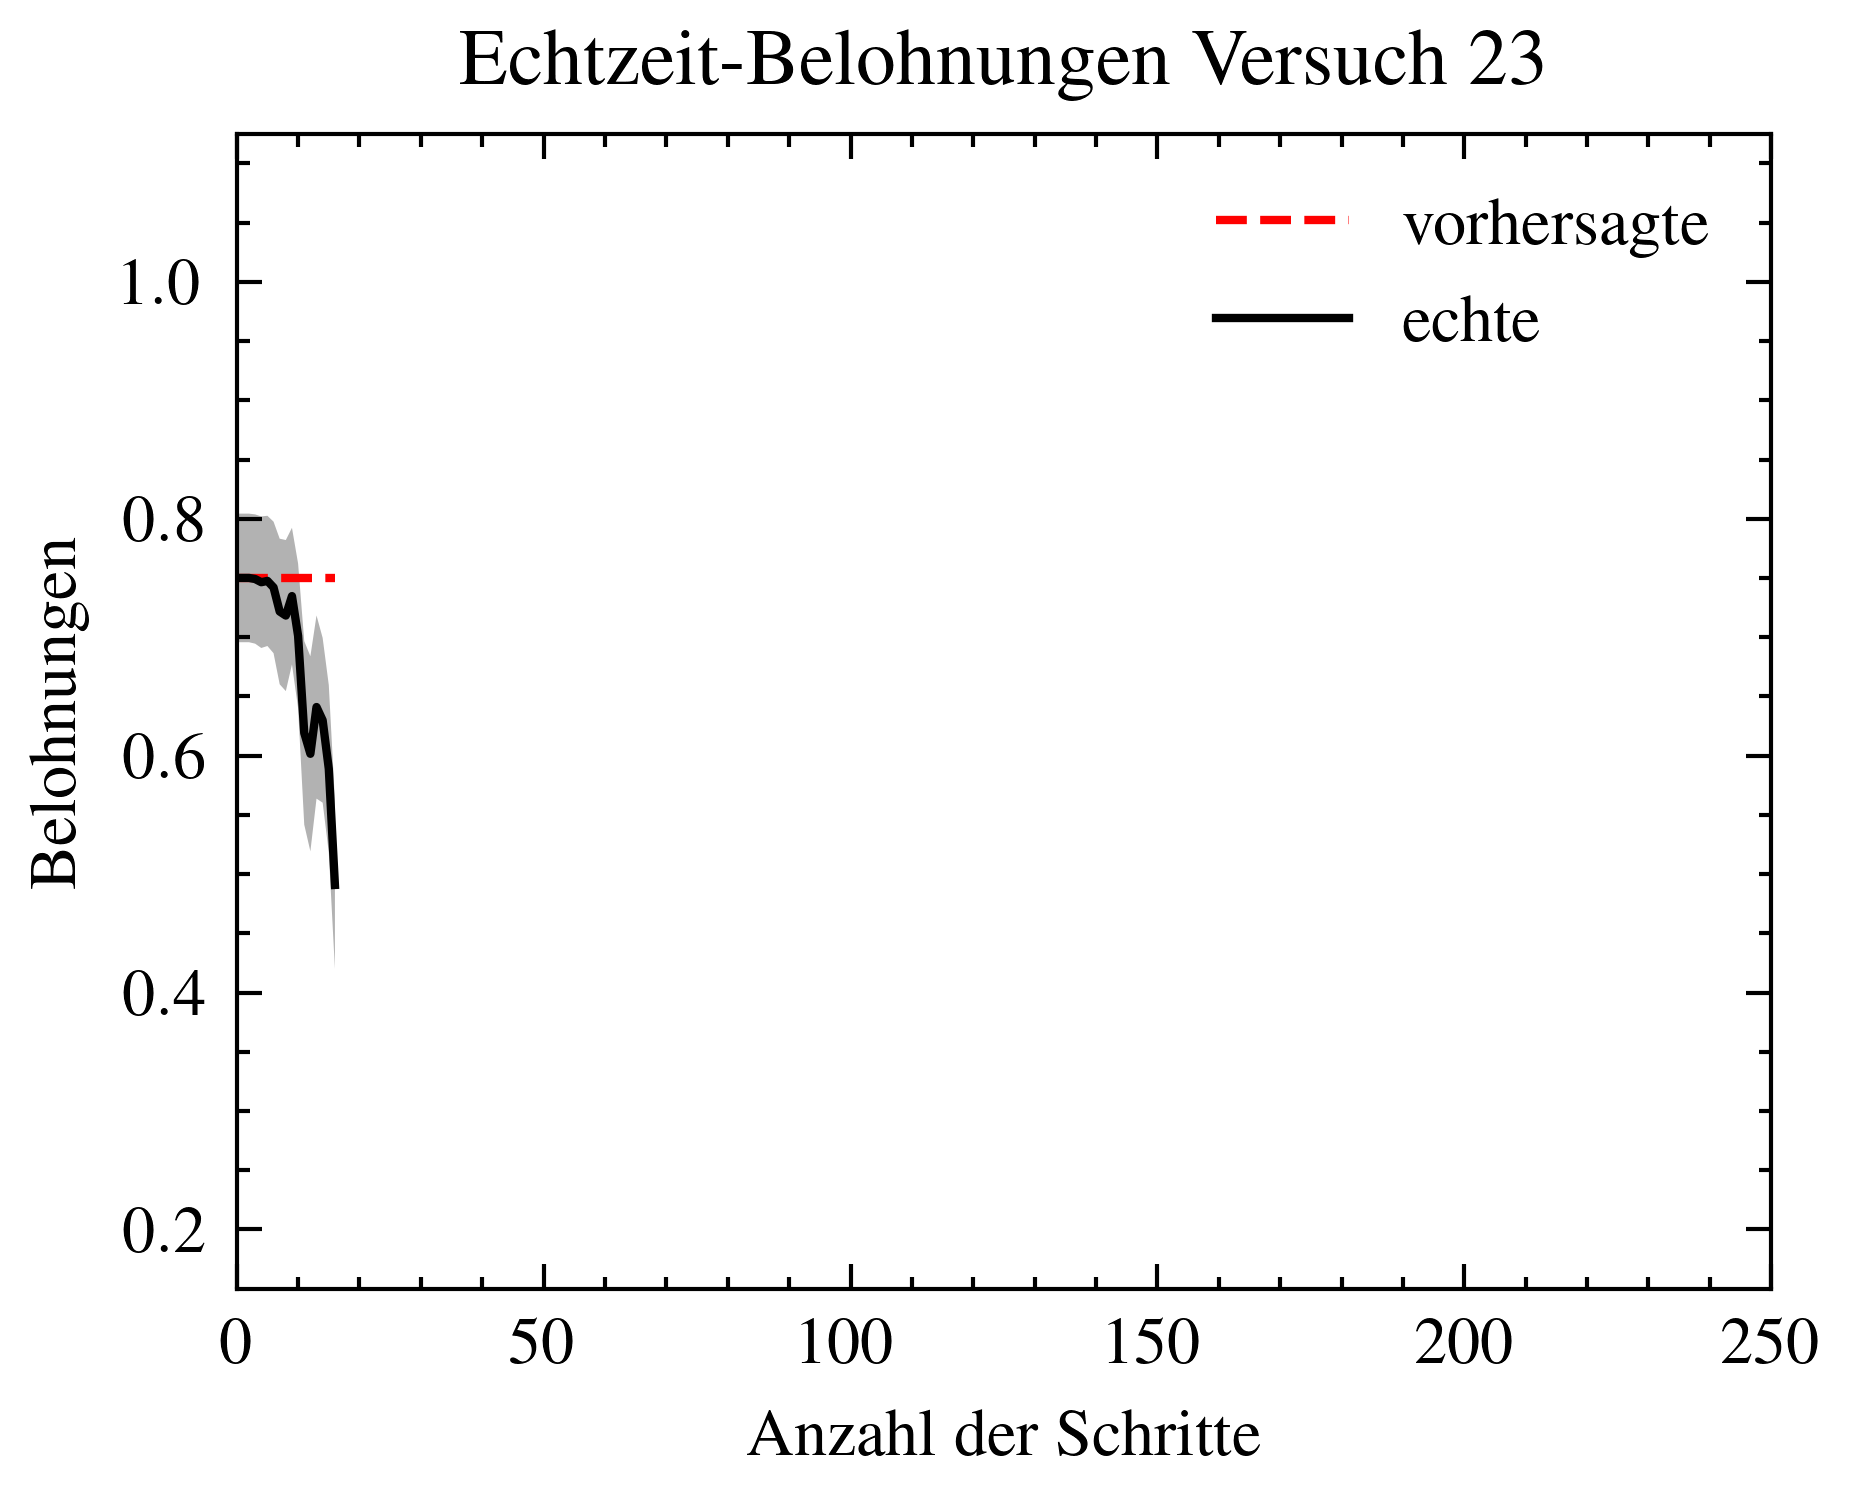 Echtzeit-Belohnungen Versuch 23
vorhersagte
echte
1.0
0.8
0.6
0.4
0.2
Belohnungen
0 50 100 150 200 250
Anzahl der Schritte